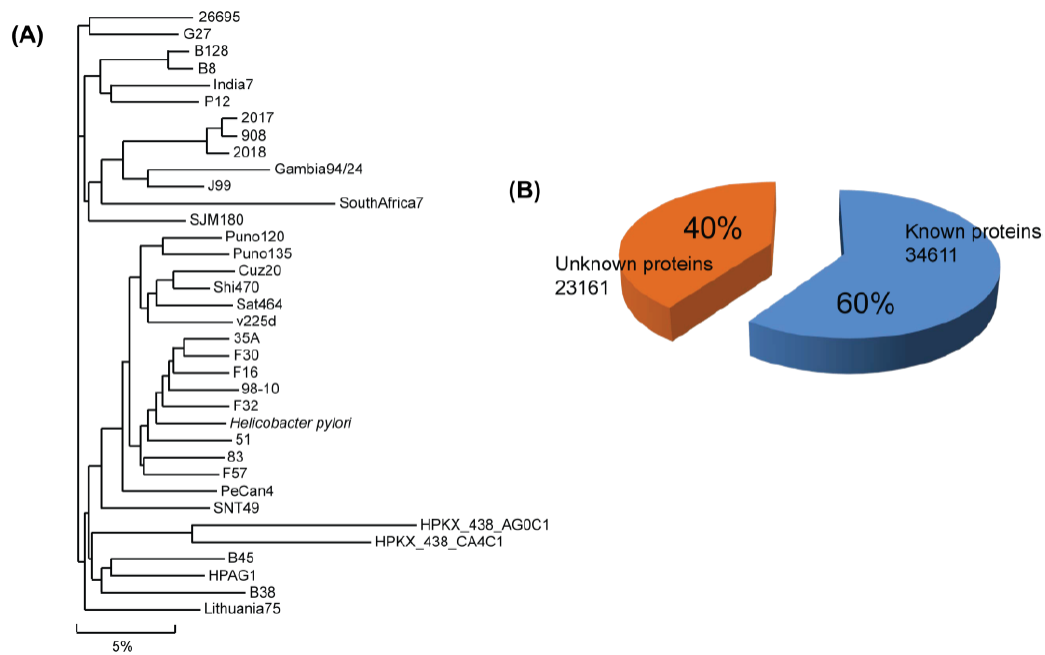 (A)
26695
G27
B128
B8
India7
P12
2017
908
2018
Gambia94/24
J99
SouthAfrica7
SJM180
Puno120
Puno135
Cuz20
Shi470
Sat464
v225d
35A
F30
F16
98-10
F32
Helicobacter pylori
51
83
F57
PeCan4
SNT49
HPKX_438_AG0C1
HPKX_438_CA4C1
B45
HPAG1
B38
Lithuania75
5%
(B)
40%
Unknown proteins
23161
Known proteins
34611
60%